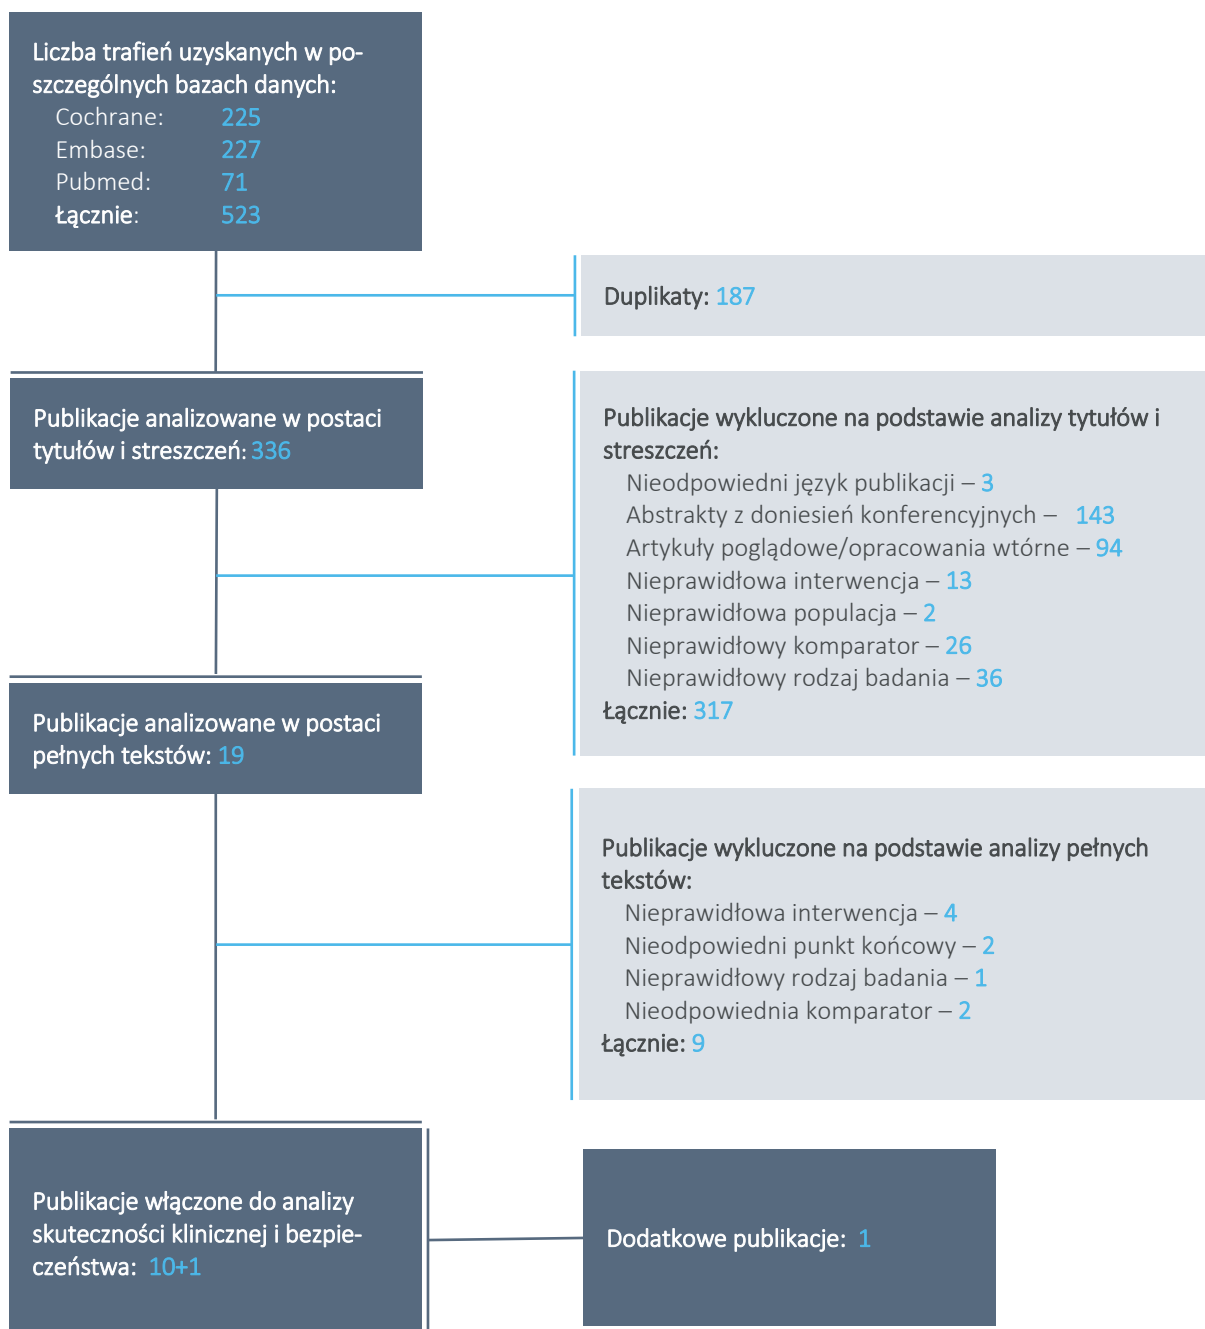 Liczba trafień uzyskanych w po-
szczególnych bazach danych:
Cochrane: 225
Embase: 227
Pubmed: 71
Łącznie: 523
Duplikaty: 187
Publikacje analizowane w postaci
tytułów i streszczeń: 336
Publikacje wykluczone na podstawie analizy tytułów i
streszczeń:
Nieodpowiedni język publikacji – 3
Abstrakty z doniesień konferencyjnych – 143
Artykuły poglądowe/opracowania wtórne – 94
Nieprawidłowa interwencja – 13
Nieprawidłowa populacja – 2
Nieprawidłowy komparator – 26
Nieprawidłowy rodzaj badania – 36
Łącznie: 317
Publikacje analizowane w postaci
pełnych tekstów: 19
Publikacje wykluczone na podstawie analizy pełnych
tekstów:
Nieprawidłowa interwencja – 4
Nieodpowiedni punkt końcowy – 2
Nieprawidłowy rodzaj badania – 1
Nieodpowiednia komparator – 2
Łącznie: 9
Publikacje włączone do analizy
skuteczności klinicznej i bezpie-
czeństwa: 10+1
Dodatkowe publikacje: 1